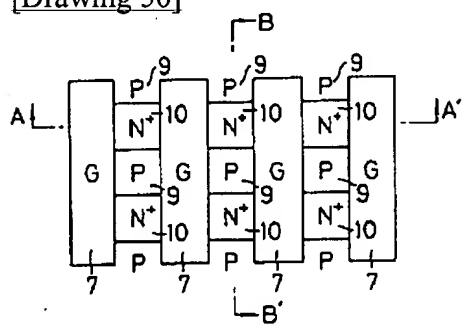 [Drawing 30]
B
P 9 P 9 P 9
A N⁺ 10 N⁺ 10 N⁺ 10 A'
G P G P G P G
9 9 9
N⁺ 10 N⁺ 10 N⁺ 10
7 P 7 P 7 P 7
B'